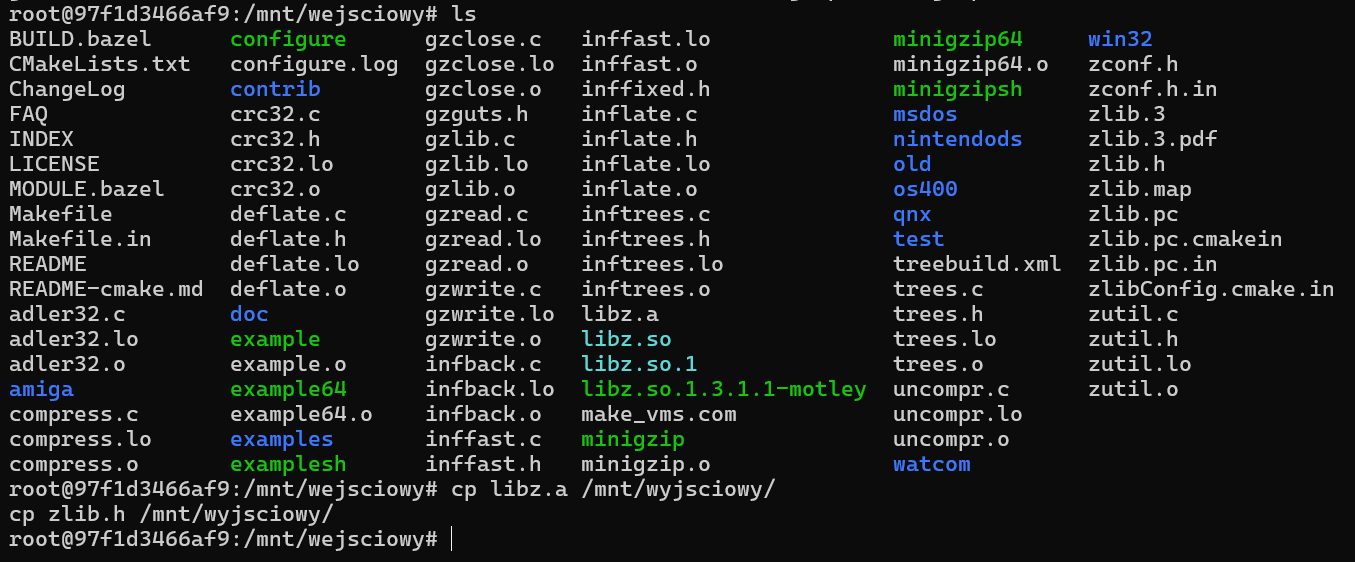 root@97f1d3466af9:/mnt/wejsciowy# ls
BUILD.bazel configure gzclose.c inffast.lo minigzip64 win32
CMakeLists.txt configure.log gzclose.lo inffast.o minigzip64.o zconf.h
ChangeLog contrib gzclose.o inffixed.h minigzipsh zconf.h.in
FAQ crc32.c gzguts.h inflate.c msdos zlib.3
INDEX crc32.h gzlib.c inflate.h nintendods zlib.3.pdf
LICENSE crc32.lo gzlib.lo inflate.lo old zlib.h
MODULE.bazel crc32.o gzlib.o inflate.o os400 zlib.map
Makefile deflate.c gzread.c inftrees.c qnx zlib.pc
Makefile.in deflate.h gzread.lo inftrees.h test zlib.pc.cmakein
README deflate.lo gzread.o inftrees.lo treebuild.xml zlib.pc.in
README-cmake.md deflate.o gzwrite.c inftrees.o trees.c zlibConfig.cmake.in
adler32.c doc gzwrite.lo libz.a trees.h zutil.c
adler32.lo example gzwrite.o libz.so trees.lo zutil.h
adler32.o example.o infback.c libz.so.1 trees.o zutil.lo
amiga example64 infback.lo libz.so.1.3.1.1-motley uncompr.c zutil.o
compress.c example64.o infback.o make_vms.com uncompr.lo
compress.lo examples inffast.c minigzip uncompr.o
compress.o examplesh inffast.h minigzip.o watcom
root@97f1d3466af9:/mnt/wejsciowy# cp libz.a /mnt/wyjsciowy/
cp zlib.h /mnt/wyjsciowy/
root@97f1d3466af9:/mnt/wejsciowy#